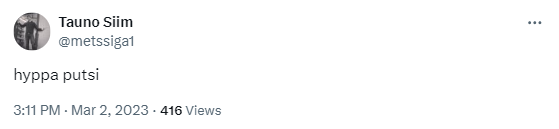 Tauno Siim
@metssiga1
hyppa putsi
3:11 PM · Mar 2, 2023 · 416 Views